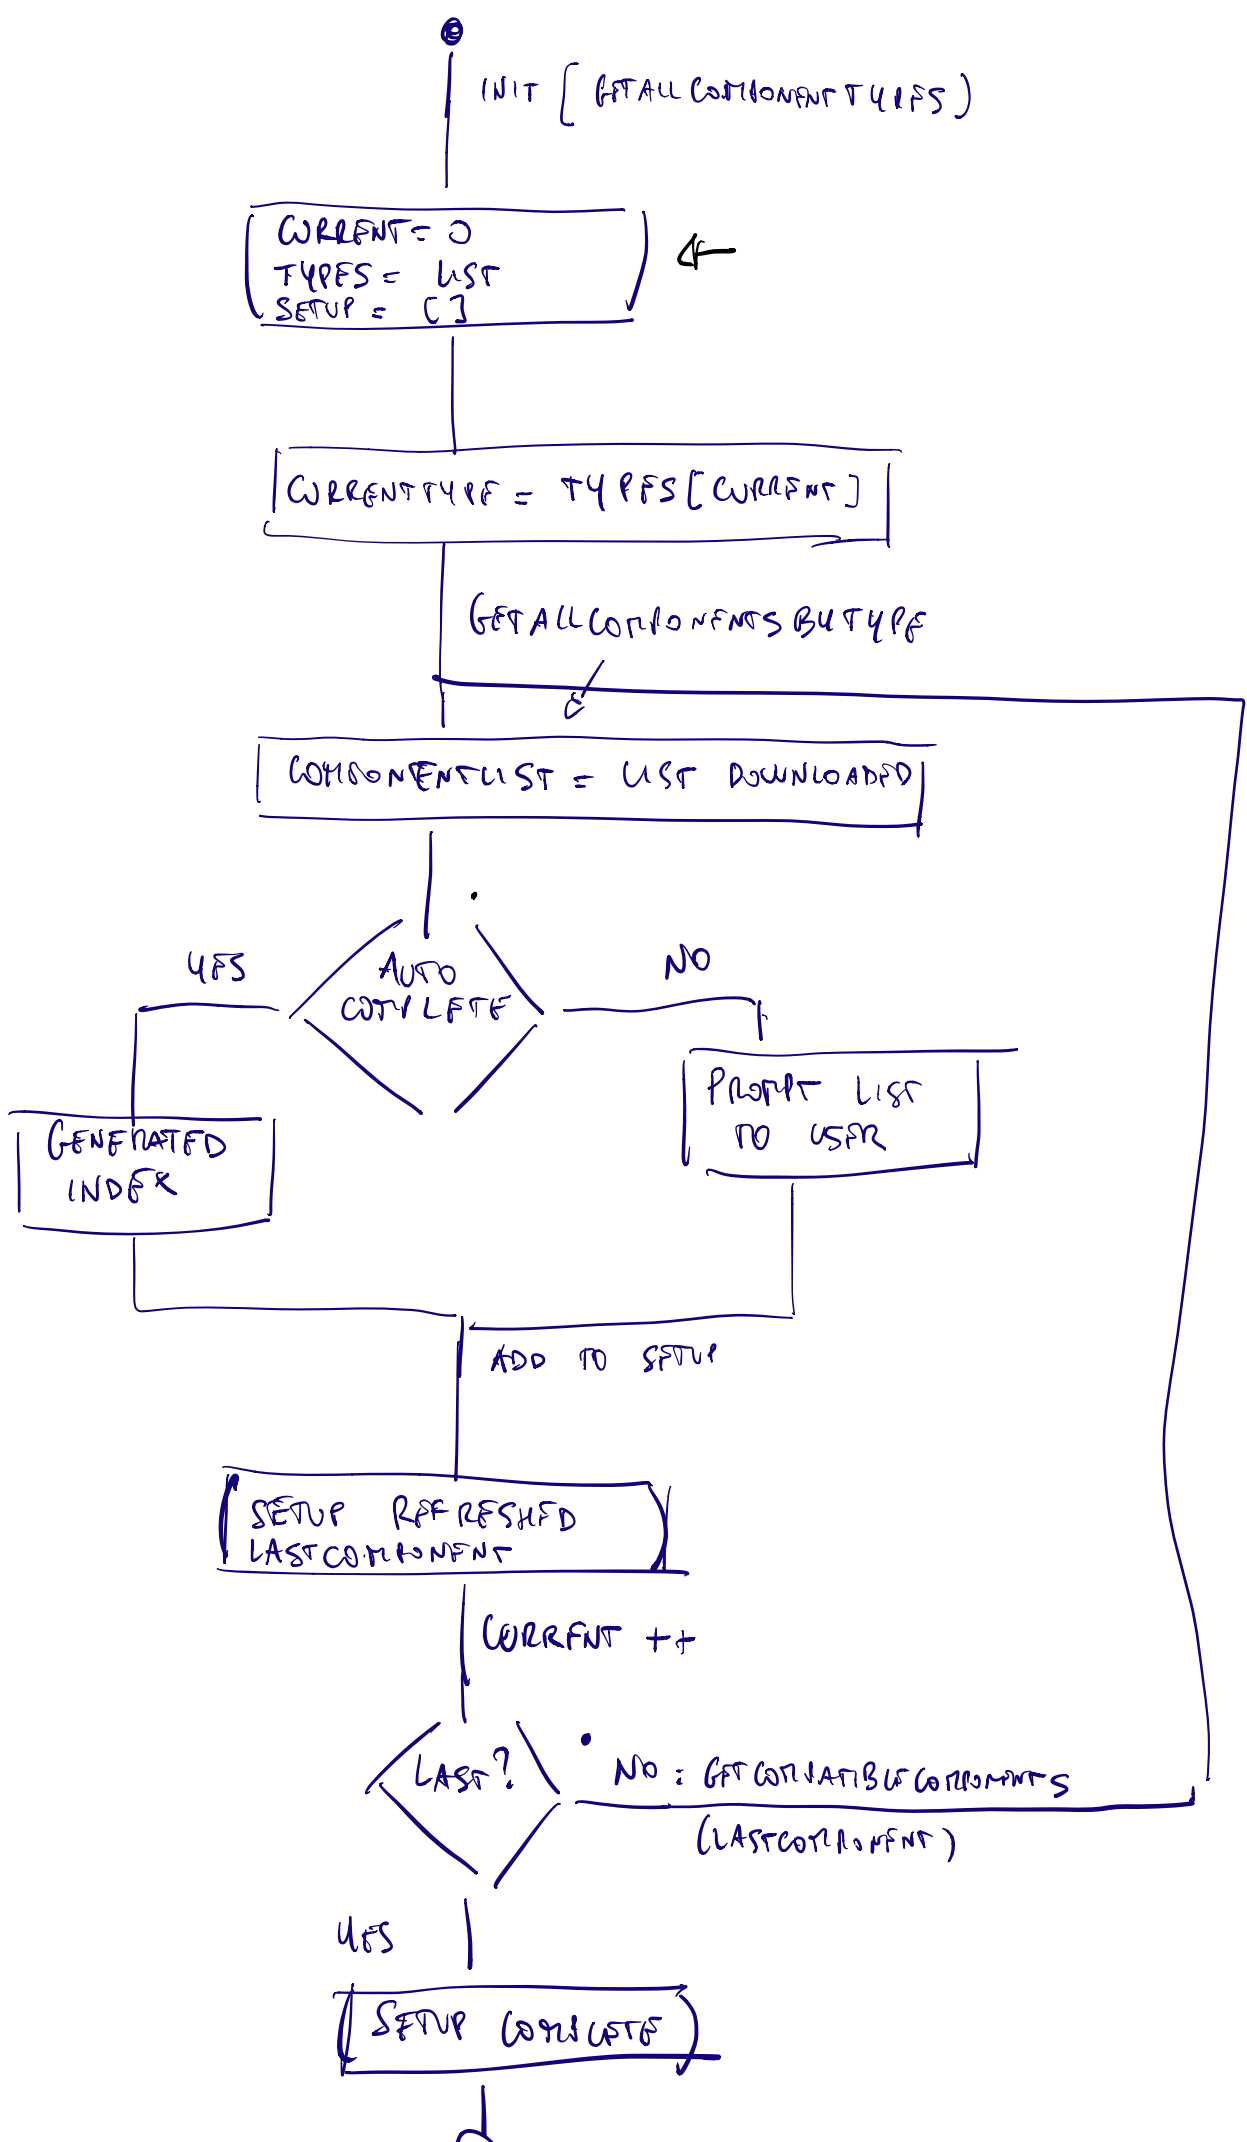 INIT (GETALLCOMPONENTTYPES)
CURRENT = 0
TYPES = LIST
SETUP = []
CURRENTTYPE = TYPES[CURRENT]
GETALLCOMPONENTSBYTYPE
COMPONENTLIST = LIST DOWNLOADED
YES
AUTO
COMPLETE
NO
GENERATED
INDEX
PROMPT LIST
TO USER
ADD TO SETUP
SETUP REFRESHED
LASTCOMPONENT
CURRENT ++
LAST?
NO : GETCOMPATIBLECOMPONENTS
(LASTCOMPONENT)
YES
SETUP COMPLETE